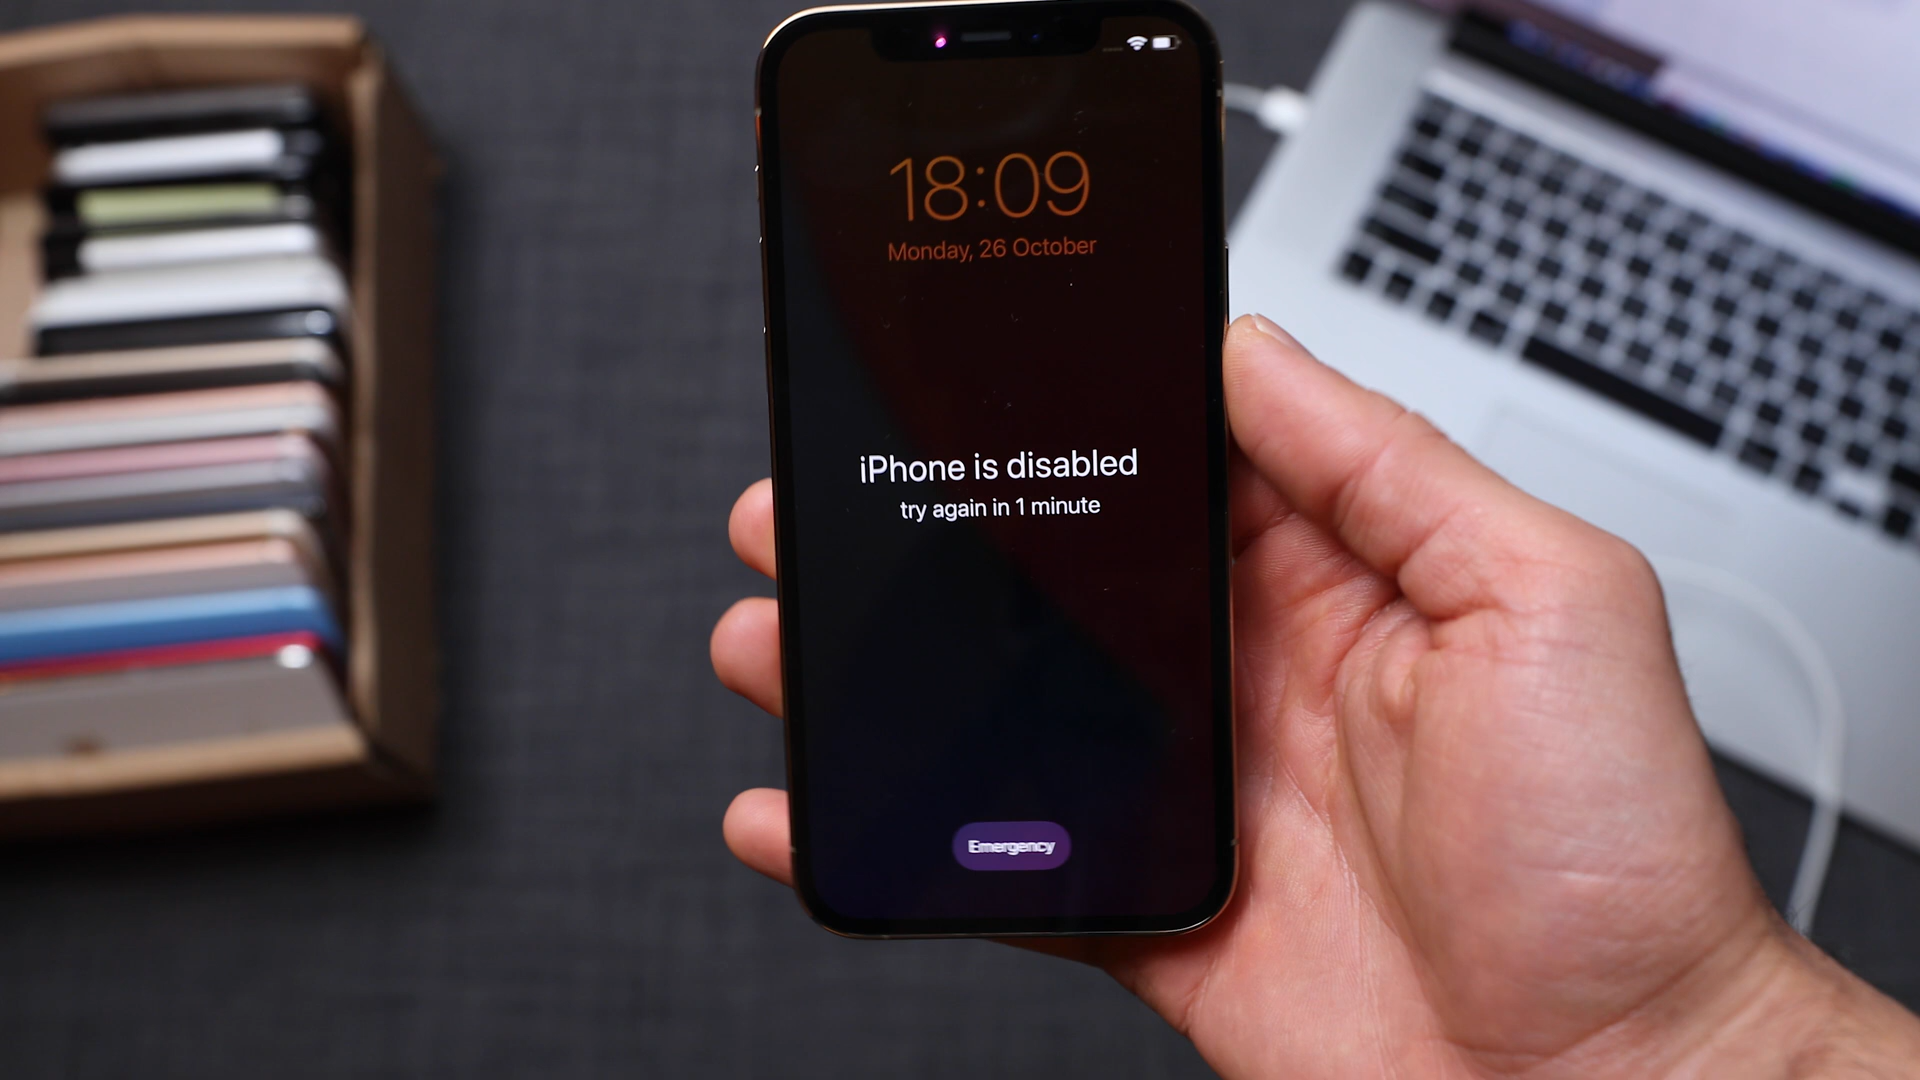 18:09
Monday, 26 October
iPhone is disabled
try again in 1 minute
Emergency